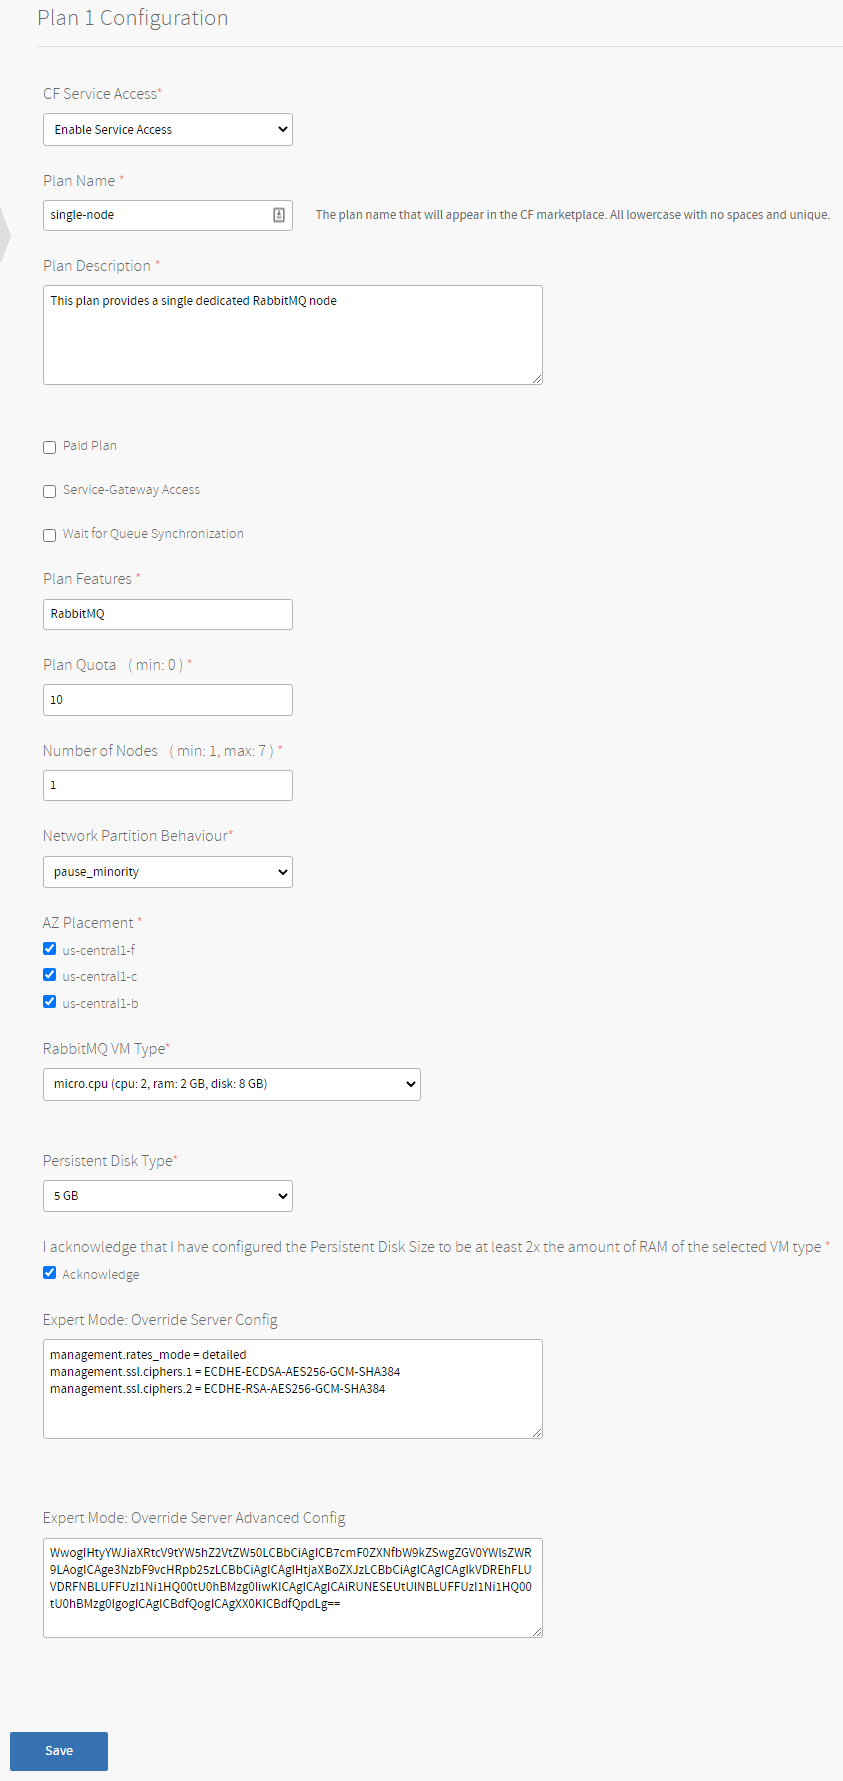 Plan 1 Configuration
CF Service Access*
Enable Service Access
Plan Name *
single-node
The plan name that will appear in the CF marketplace. All lowercase with no spaces and unique.
Plan Description *
This plan provides a single dedicated RabbitMQ node
Paid Plan
Service-Gateway Access
Wait for Queue Synchronization
Plan Features *
RabbitMQ
Plan Quota ( min: 0 ) *
10
Number of Nodes ( min: 1, max: 7 ) *
1
Network Partition Behaviour*
pause_minority
AZ Placement *
us-central1-f
us-central1-c
us-central1-b
RabbitMQ VM Type*
micro.cpu (cpu: 2, ram: 2 GB, disk: 8 GB)
Persistent Disk Type*
5 GB
I acknowledge that I have configured the Persistent Disk Size to be at least 2x the amount of RAM of the selected VM type *
Acknowledge
Expert Mode: Override Server Config
management.rates_mode = detailed
management.ssl.ciphers.1 = ECDHE-ECDSA-AES256-GCM-SHA384
management.ssl.ciphers.2 = ECDHE-RSA-AES256-GCM-SHA384
Expert Mode: Override Server Advanced Config
WwogIHtyYWJiaXRtcV9tYW5hZ2VtZW50LCBbCiAgICB7cmF0ZXNfbW9kZSwgZGV0YWlsZWR
9LAogICAge3NzbF9vcHRpb25zLCBbCiAgICAgIHtjaXBoZXJzLCBbCiAgICAgICAgIkVDREhFLU
VDRFNBLUFFUzI1Ni1HQ00tU0hBMzg0IiwKICAgICAgICAiRUNESEUtUlNBLUFFUzI1Ni1HQ00
tU0hBMzg0IgogICAgICBdfQogICAgXX0KICBdfQpdLg==
Save